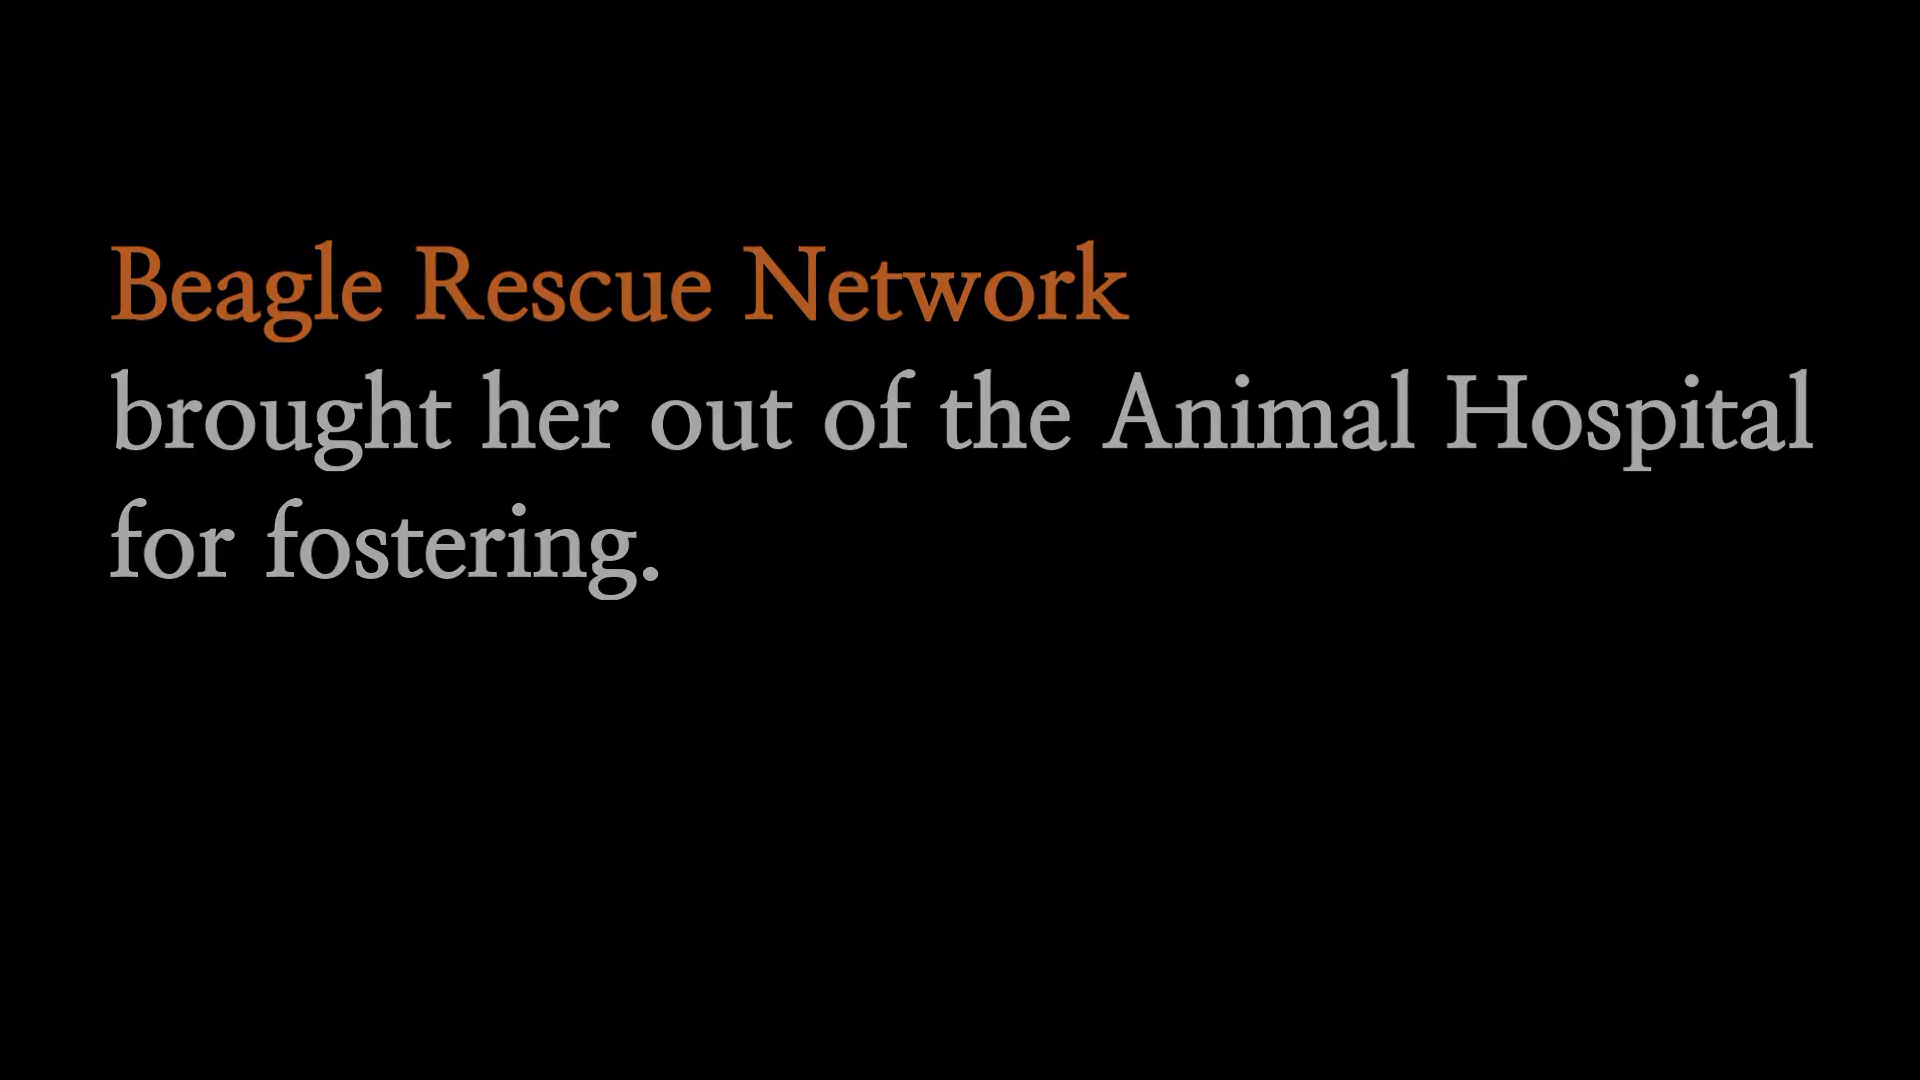 Beagle Rescue Network
brought her out of the Animal Hospital
for fostering.